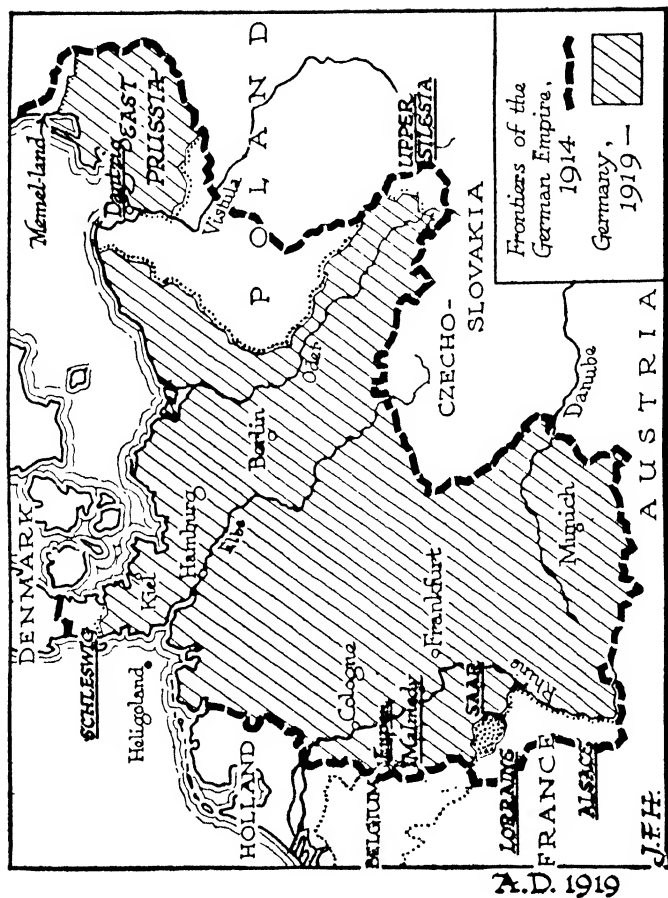 Memel-land
Danzig
EAST
PRUSSIA
POLAND
Vistula
UPPER
SILESIA
DENMARK
SCHLESWIG
Heligoland
Kiel
Hamburg
Elbe
Berlin
Oder
CZECHO-
SLOVAKIA
HOLLAND
Cologne
BELGIUM
Eupen
Malmedy
Frankfurt
SAAR
LORRAINE
FRANCE
ALSACE
Rhine
Munich
Danube
AUSTRIA
Frontiers of the
German Empire,
1914
Germany,
1919—
J.F.H.
A.D. 1919